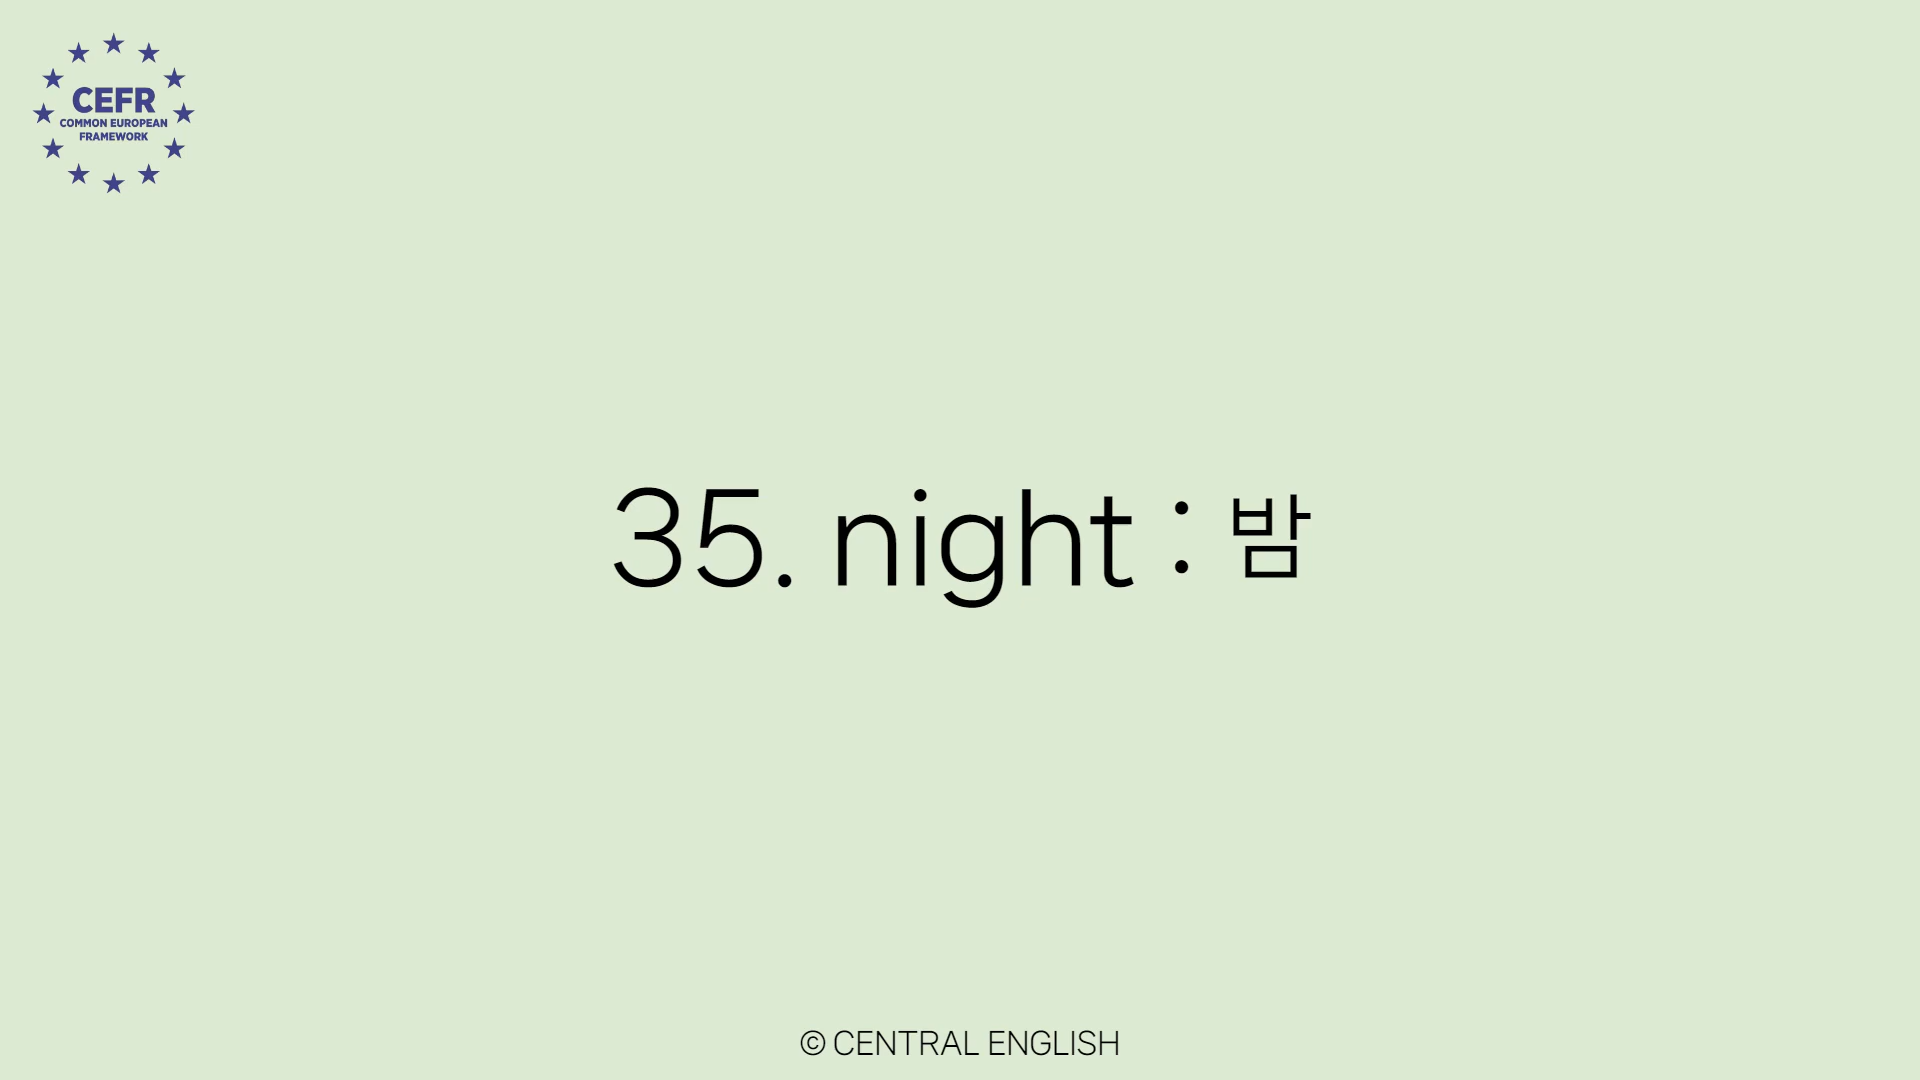 CEFR
COMMON EUROPEAN
FRAMEWORK
35. night : 밤
© CENTRAL ENGLISH